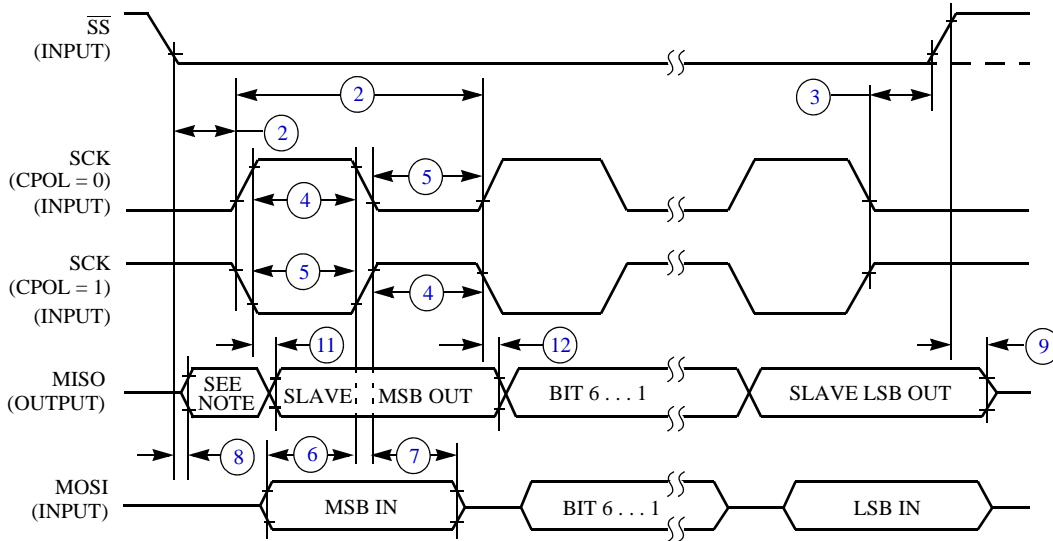 SS
(INPUT)
2
3
2
SCK
(CPOL = 0)
(INPUT)
5
4
SCK
(CPOL = 1)
(INPUT)
5
4
11
12
9
MISO
(OUTPUT)
SEE
NOTE
SLAVE
MSB OUT
BIT 6 . . . 1
SLAVE LSB OUT
8
6
7
MOSI
(INPUT)
MSB IN
BIT 6 . . . 1
LSB IN